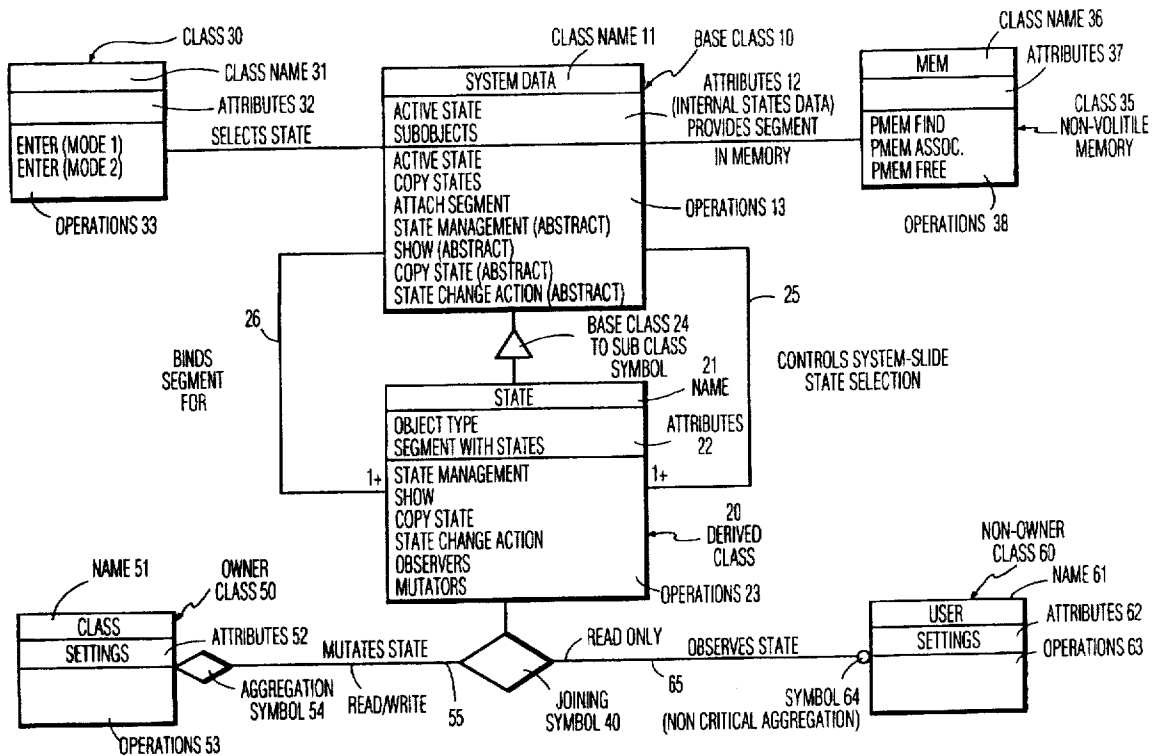 CLASS 30
CLASS NAME 31
ATTRIBUTES 32
ENTER (MODE 1)
ENTER (MODE 2)
OPERATIONS 33
SELECTS STATE
CLASS NAME 11
BASE CLASS 10
SYSTEM DATA
ACTIVE STATE
SUBOBJECTS
ACTIVE STATE
COPY STATES
ATTACH SEGMENT
STATE MANAGEMENT (ABSTRACT)
SHOW (ABSTRACT)
COPY STATE (ABSTRACT)
STATE CHANGE ACTION (ABSTRACT)
ATTRIBUTES 12
(INTERNAL STATES DATA)
PROVIDES SEGMENT
IN MEMORY
OPERATIONS 13
CLASS NAME 36
MEM
ATTRIBUTES 37
CLASS 35
NON-VOLITILE
MEMORY
PMEM FIND
PMEM ASSOC.
PMEM FREE
OPERATIONS 38
26
BINDS
SEGMENT
FOR
BASE CLASS 24
TO SUB CLASS
SYMBOL
25
CONTROLS SYSTEM-SLIDE
STATE SELECTION
21
NAME
STATE
OBJECT TYPE
SEGMENT WITH STATES
ATTRIBUTES
22
1+
1+
STATE MANAGEMENT
SHOW
COPY STATE
STATE CHANGE ACTION
OBSERVERS
MUTATORS
20
DERIVED
CLASS
OPERATIONS 23
NAME 51
OWNER
CLASS 50
CLASS
SETTINGS
ATTRIBUTES 52
AGGREGATION
SYMBOL 54
OPERATIONS 53
MUTATES STATE
READ/WRITE
55
JOINING
SYMBOL 40
READ ONLY
OBSERVES STATE
65
SYMBOL 64
(NON CRITICAL AGGREGATION)
NON-OWNER
CLASS 60
NAME 61
USER
SETTINGS
ATTRIBUTES 62
OPERATIONS 63